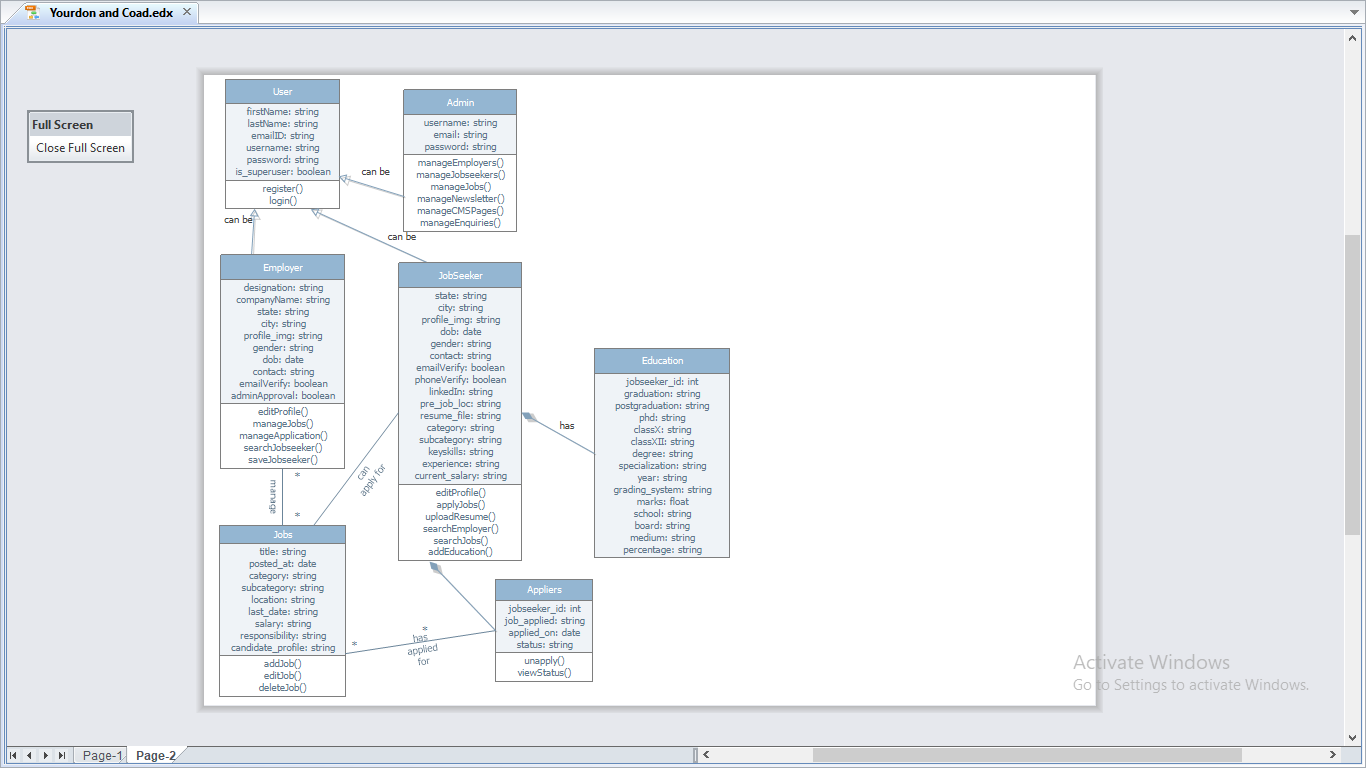 Yourdon and Coad.edx
Full Screen
Close Full Screen
User
firstName: string
lastName: string
emailID: string
username: string
password: string
is_superuser: boolean
register()
login()
Admin
username: string
email: string
password: string
manageEmployers()
manageJobseekers()
manageJobs()
manageNewsletter()
manageCMSPages()
manageEnquiries()
can be
can be
can be
Employer
designation: string
companyName: string
state: string
city: string
profile_img: string
gender: string
dob: date
contact: string
emailVerify: boolean
adminApproval: boolean
editProfile()
manageJobs()
manageApplication()
searchJobseeker()
saveJobseeker()
JobSeeker
state: string
city: string
profile_img: string
dob: date
gender: string
contact: string
emailVerify: boolean
phoneVerify: boolean
linkedIn: string
pre_job_loc: string
resume_file: string
category: string
subcategory: string
keyskills: string
experience: string
current_salary: string
editProfile()
applyJobs()
uploadResume()
searchEmployer()
searchJobs()
addEducation()
has
Education
jobseeker_id: int
graduation: string
postgraduation: string
phd: string
classX: string
classXII: string
degree: string
specialization: string
year: string
grading_system: string
marks: float
school: string
board: string
medium: string
percentage: string
manage
*
*
can
apply for
Jobs
title: string
posted_at: date
category: string
subcategory: string
location: string
last_date: string
salary: string
responsibility: string
candidate_profile: string
addJob()
editJob()
deleteJob()
*
*
has
applied
for
Appliers
jobseeker_id: int
job_applied: string
applied_on: date
status: string
unapply()
viewStatus()
Activate Windows
Go to Settings to activate Windows.
Page-1
Page-2